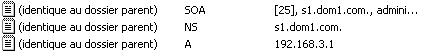 (identique au dossier parent) SOA [25], s1.dom1.com., admini...
(identique au dossier parent) NS s1.dom1.com.
(identique au dossier parent) A 192.168.3.1